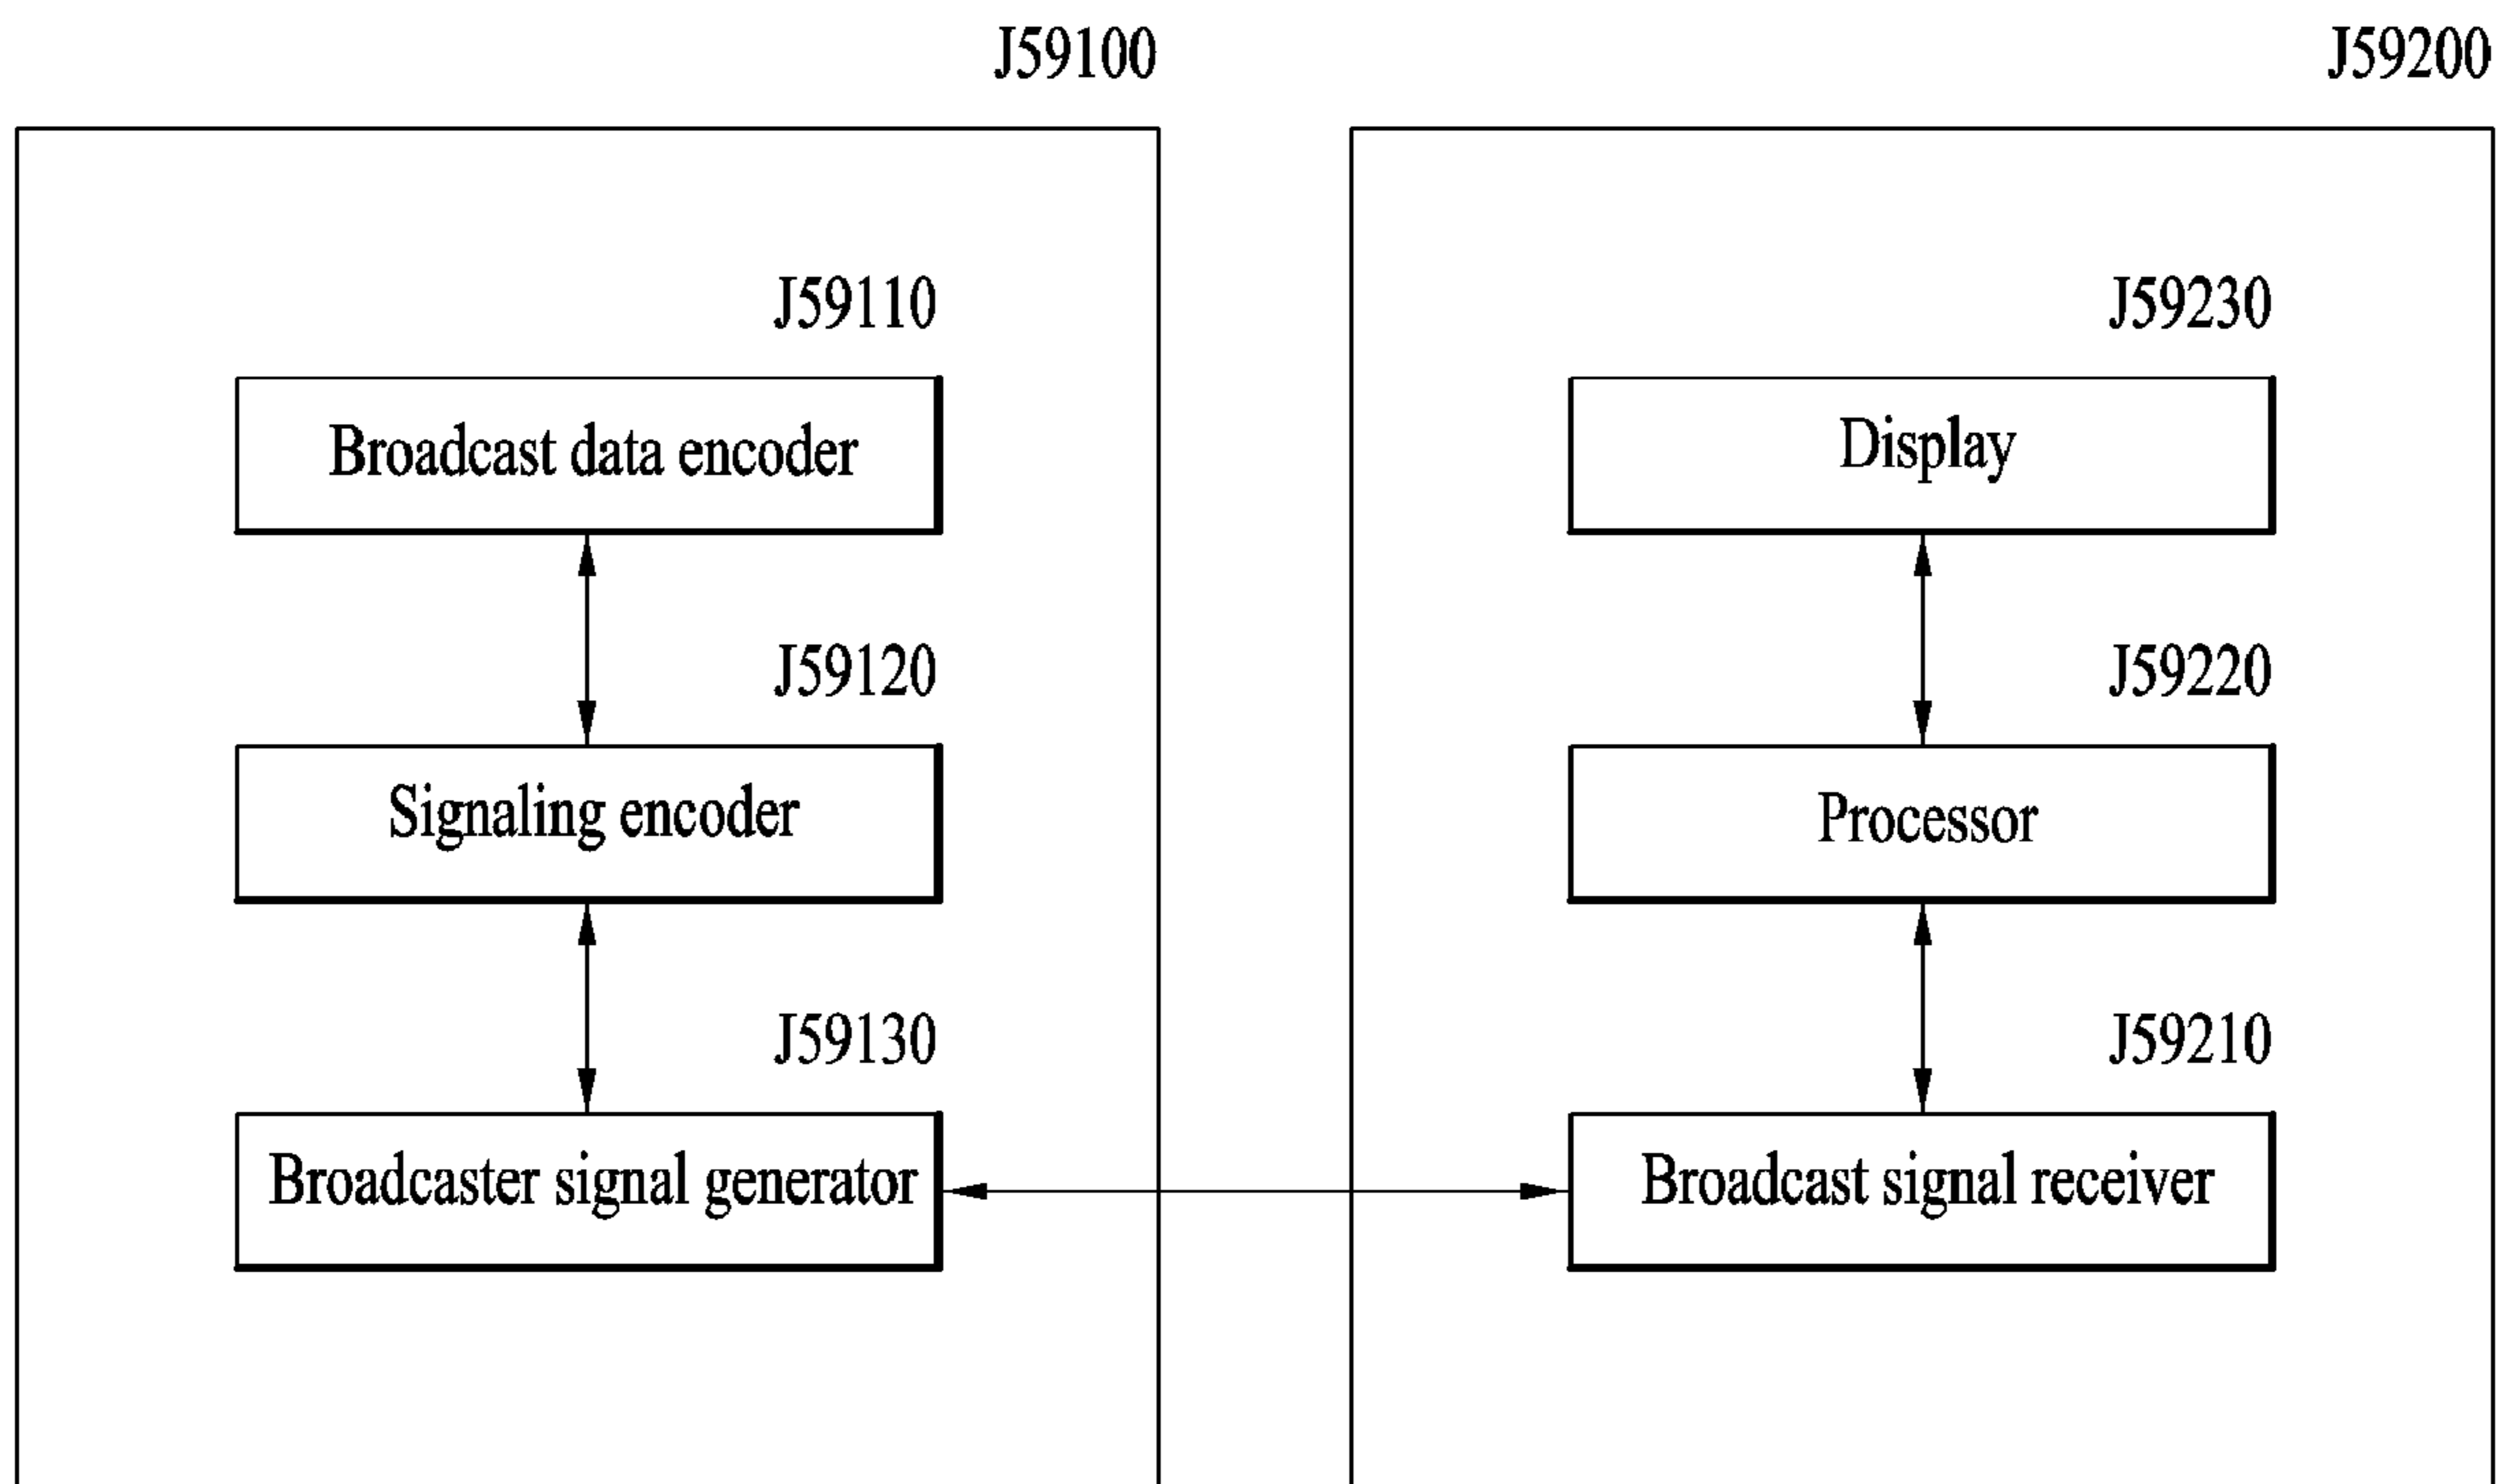 J59100
J59200
J59110
Broadcast data encoder
J59120
Signaling encoder
J59130
Broadcaster signal generator
J59230
Display
J59220
Processor
J59210
Broadcast signal receiver